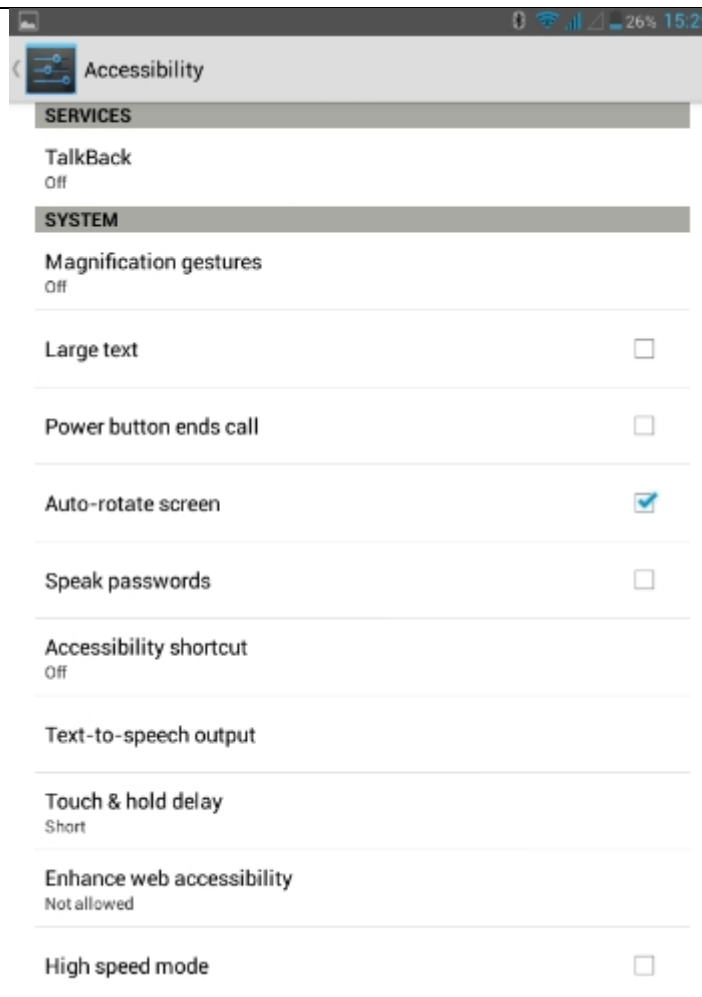 26% 15:2
Accessibility
SERVICES
TalkBack
Off
SYSTEM
Magnification gestures
Off
Large text
Power button ends call
Auto-rotate screen
Speak passwords
Accessibility shortcut
Off
Text-to-speech output
Touch & hold delay
Short
Enhance web accessibility
Not allowed
High speed mode